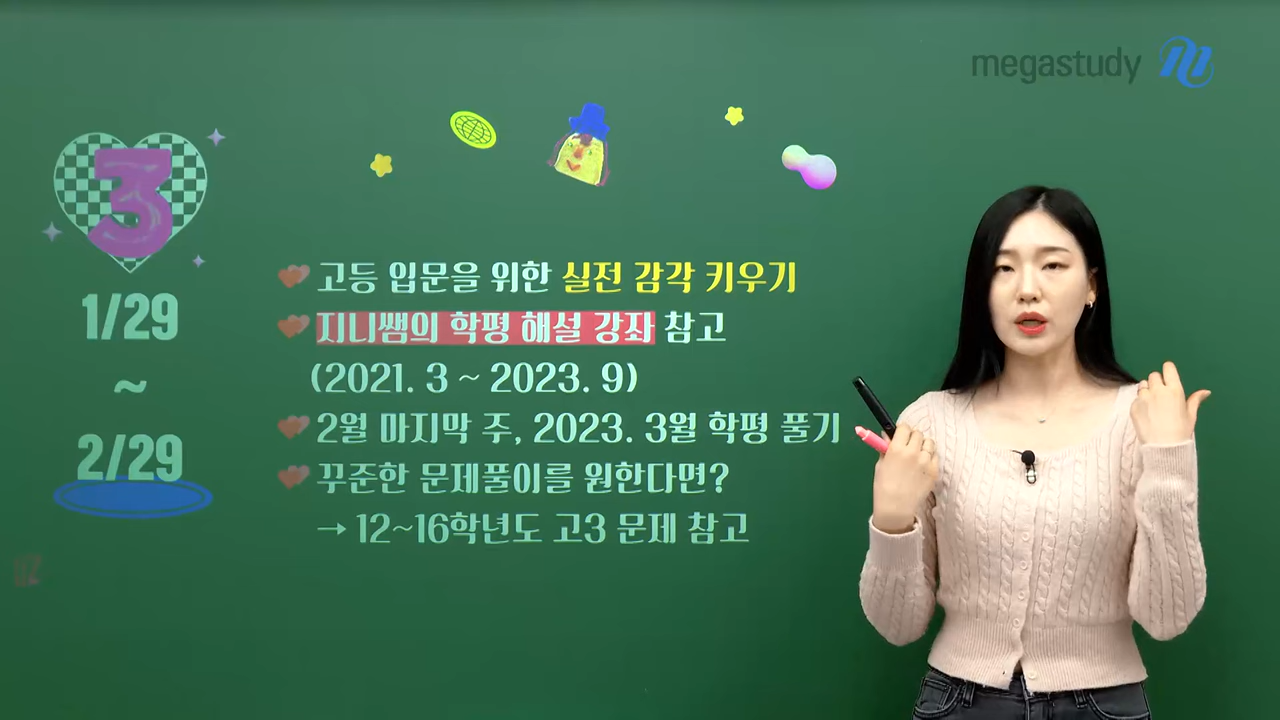 megastudy
3
1/29
~
2/29
고등 입문을 위한 실전 감각 키우기
지니쌤의 학평 해설 강좌 참고
(2021. 3 ~ 2023. 9)
2월 마지막 주, 2023. 3월 학평 풀기
꾸준한 문제풀이를 원한다면?
→ 12~16학년도 고3 문제 참고